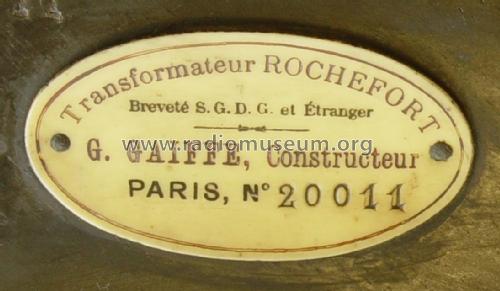 Transformateur ROCHEFORT
Breveté S.G.D.G. et Étranger
www.radiomuseum.org
G. GAIFFE, Constructeur
PARIS, N° 20011